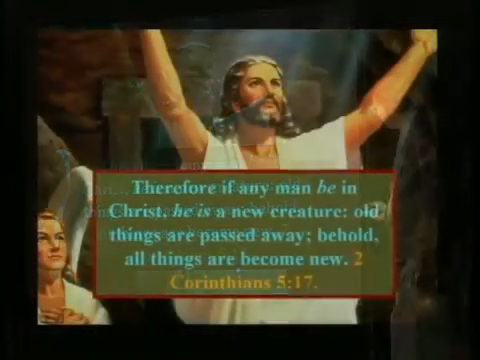 Therefore if any man be in
Christ, he is a new creature: old
things are passed away; behold,
all things are become new. 2
Corinthians 5:17.